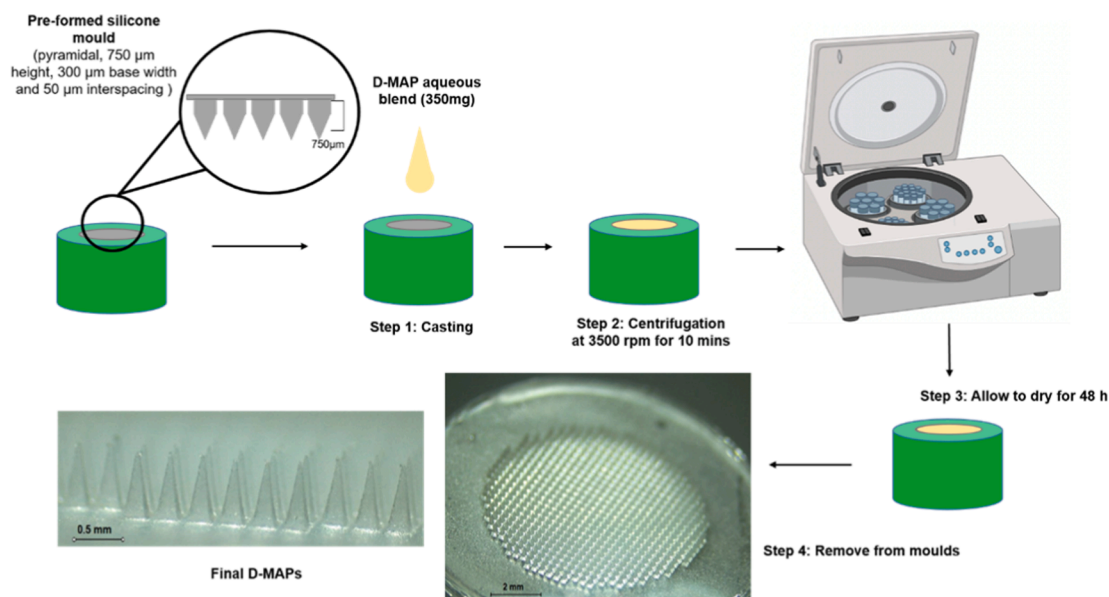 Pre-formed silicone
mould
(pyramidal, 750 µm
height, 300 µm base width
and 50 µm interspacing )
750µm
D-MAP aqueous
blend (350mg)
Step 1: Casting
Step 2: Centrifugation
at 3500 rpm for 10 mins
Step 3: Allow to dry for 48 h
Step 4: Remove from moulds
2 mm
0.5 mm
Final D-MAPs